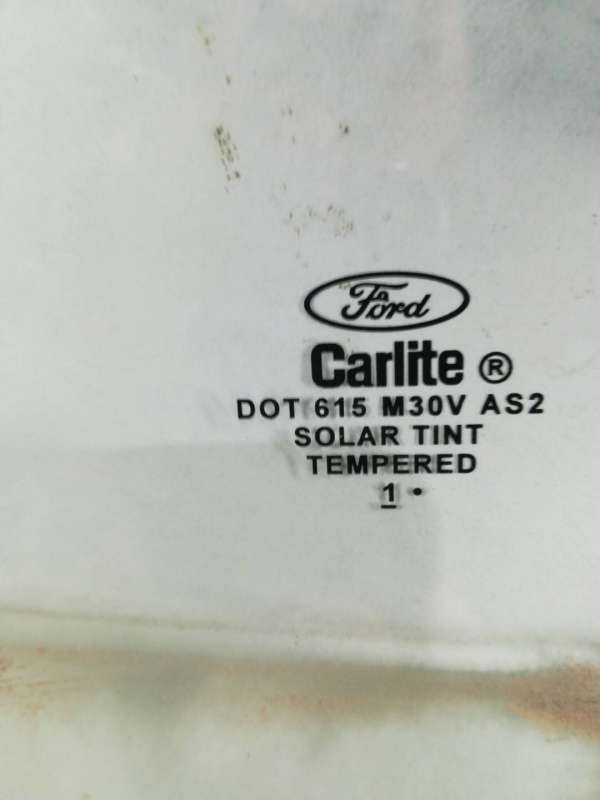 Ford
Carlite ®
DOT 615 M30V AS2
SOLAR TINT
TEMPERED
1 •